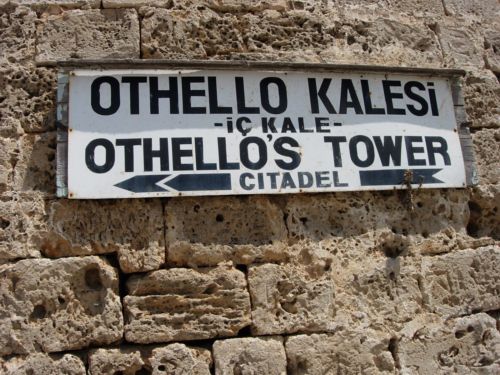 OTHELLO KALESİ
-İÇ KALE-
OTHELLO'S TOWER
CITADEL